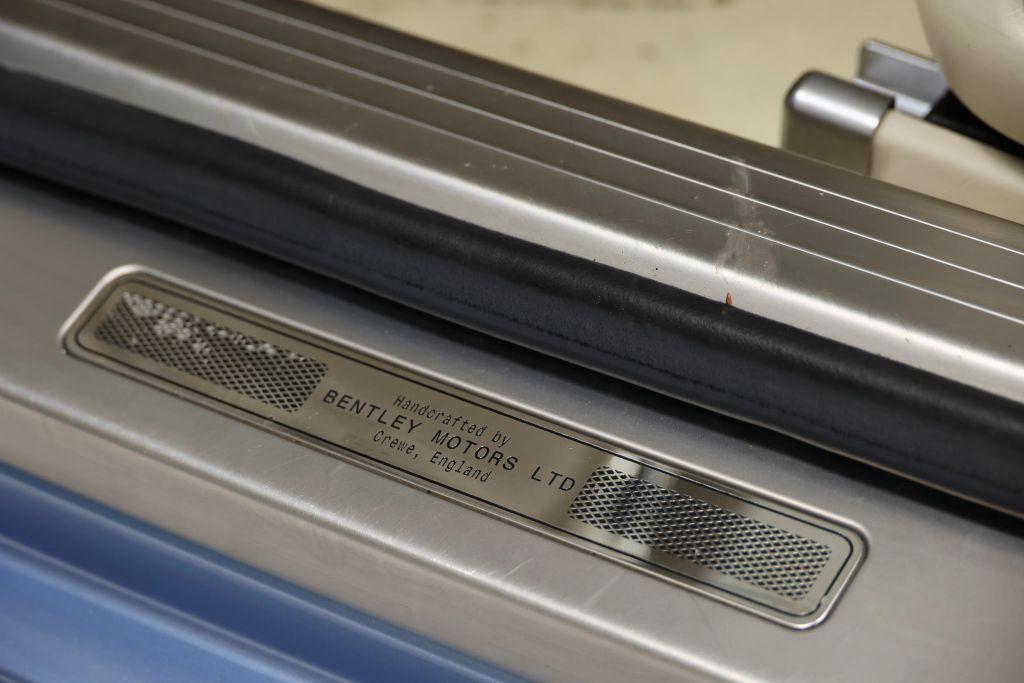 Handcrafted by
BENTLEY MOTORS LTD
Crewe, England